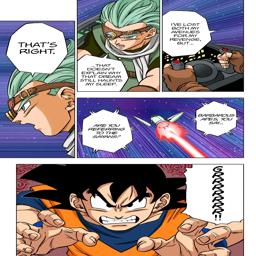 I'VE LOST
BOTH MY
AVENUES
FOR MY
REVENGE,
BUT...
...THAT
DOESN'T
EXPLAIN WHY
THAT DREAM
STILL HAUNTS
MY SLEEP.
THAT'S
RIGHT.
BARBAROUS
APES, YOU
SAY...
ARE YOU
REFERRING
TO THE
SAIYANS?